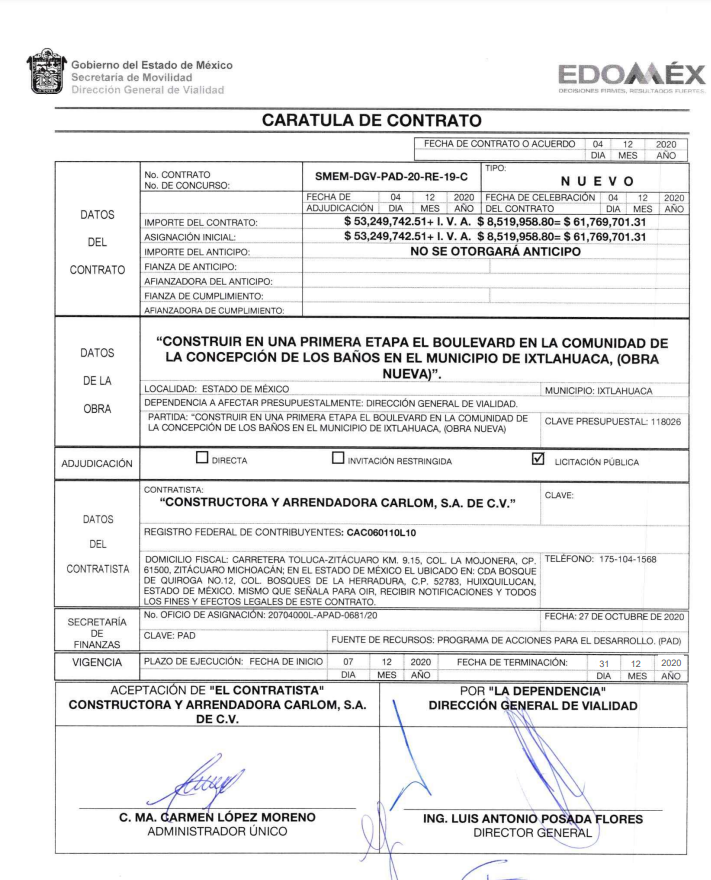 Gobierno del Estado de México
Secretaría de Movilidad
Dirección General de Vialidad
EDOMÉX
DECISIONES FIRMES, RESULTADOS FUERTES.
CARATULA DE CONTRATO
FECHA DE CONTRATO O ACUERDO 04 12 2020
DIA MES AÑO
DATOS DEL CONTRATO
No. CONTRATO
No. DE CONCURSO:
SMEM-DGV-PAD-20-RE-19-C
TIPO:
N U E V O
FECHA DE ADJUDICACIÓN 04 12 2020
DIA MES AÑO
FECHA DE CELEBRACIÓN DEL CONTRATO 04 12 2020
DIA MES AÑO
IMPORTE DEL CONTRATO: $ 53,249,742.51+ I. V. A. $ 8,519,958.80= $ 61,769,701.31
ASIGNACIÓN INICIAL: $ 53,249,742.51+ I. V. A. $ 8,519,958.80= $ 61,769,701.31
IMPORTE DEL ANTICIPO: NO SE OTORGARÁ ANTICIPO
FIANZA DE ANTICIPO:
AFIANZADORA DEL ANTICIPO:
FIANZA DE CUMPLIMIENTO:
AFIANZADORA DE CUMPLIMIENTO:
DATOS DE LA OBRA
“CONSTRUIR EN UNA PRIMERA ETAPA EL BOULEVARD EN LA COMUNIDAD DE
LA CONCEPCIÓN DE LOS BAÑOS EN EL MUNICIPIO DE IXTLAHUACA, (OBRA
NUEVA)”.
LOCALIDAD: ESTADO DE MÉXICO MUNICIPIO: IXTLAHUACA
DEPENDENCIA A AFECTAR PRESUPUESTALMENTE: DIRECCIÓN GENERAL DE VIALIDAD.
PARTIDA: “CONSTRUIR EN UNA PRIMERA ETAPA EL BOULEVARD EN LA COMUNIDAD DE
LA CONCEPCIÓN DE LOS BAÑOS EN EL MUNICIPIO DE IXTLAHUACA, (OBRA NUEVA)
CLAVE PRESUPUESTAL: 118026
ADJUDICACIÓN DIRECTA INVITACIÓN RESTRINGIDA LICITACIÓN PÚBLICA
DATOS DEL CONTRATISTA
CONTRATISTA:
“CONSTRUCTORA Y ARRENDADORA CARLOM, S.A. DE C.V.”
CLAVE:
REGISTRO FEDERAL DE CONTRIBUYENTES: CAC060110L10
DOMICILIO FISCAL: CARRETERA TOLUCA-ZITÁCUARO KM. 9.15, COL. LA MOJONERA, CP.
61500, ZITÁCUARO MICHOACÁN; EN EL ESTADO DE MÉXICO EL UBICADO EN: CDA BOSQUE
DE QUIROGA NO.12, COL. BOSQUES DE LA HERRADURA, C.P. 52783, HUIXQUILUCAN,
ESTADO DE MÉXICO. MISMO QUE SEÑALA PARA OIR, RECIBIR NOTIFICACIONES Y TODOS
LOS FINES Y EFECTOS LEGALES DE ESTE CONTRATO.
TELÉFONO: 175-104-1568
SECRETARÍA DE FINANZAS
No. OFICIO DE ASIGNACIÓN: 20704000L-APAD-0681/20 FECHA: 27 DE OCTUBRE DE 2020
CLAVE: PAD FUENTE DE RECURSOS: PROGRAMA DE ACCIONES PARA EL DESARROLLO. (PAD)
VIGENCIA PLAZO DE EJECUCIÓN: FECHA DE INICIO 07 12 2020 FECHA DE TERMINACIÓN: 31 12 2020
DIA MES AÑO DIA MES AÑO
ACEPTACIÓN DE "EL CONTRATISTA"
CONSTRUCTORA Y ARRENDADORA CARLOM, S.A.
DE C.V.
POR "LA DEPENDENCIA"
DIRECCIÓN GENERAL DE VIALIDAD
C. MA. CARMEN LÓPEZ MORENO
ADMINISTRADOR ÚNICO
ING. LUIS ANTONIO POSADA FLORES
DIRECTOR GENERAL